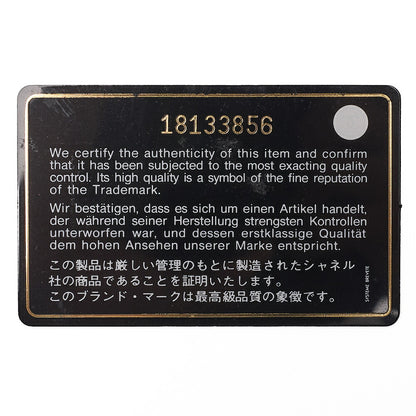 18133856
We certify the authenticity of this item and confirm
that it has been subjected to the most exacting quality
control. Its high quality is a symbol of the fine reputation
of the Trademark.
Wir bestätigen, dass es sich um einen Artikel handelt,
der während seiner Herstellung strengsten Kontrollen
unterworfen war, und dessen erstklassige Qualität
dem hohen Ansehen unserer Marke entspricht.
この製品は厳しい管理のもとに製造されたシャネル
社の商品であることを証明いたします。
このブランド・マークは最高級品質の象徴です。
SYSTEME BREVETE